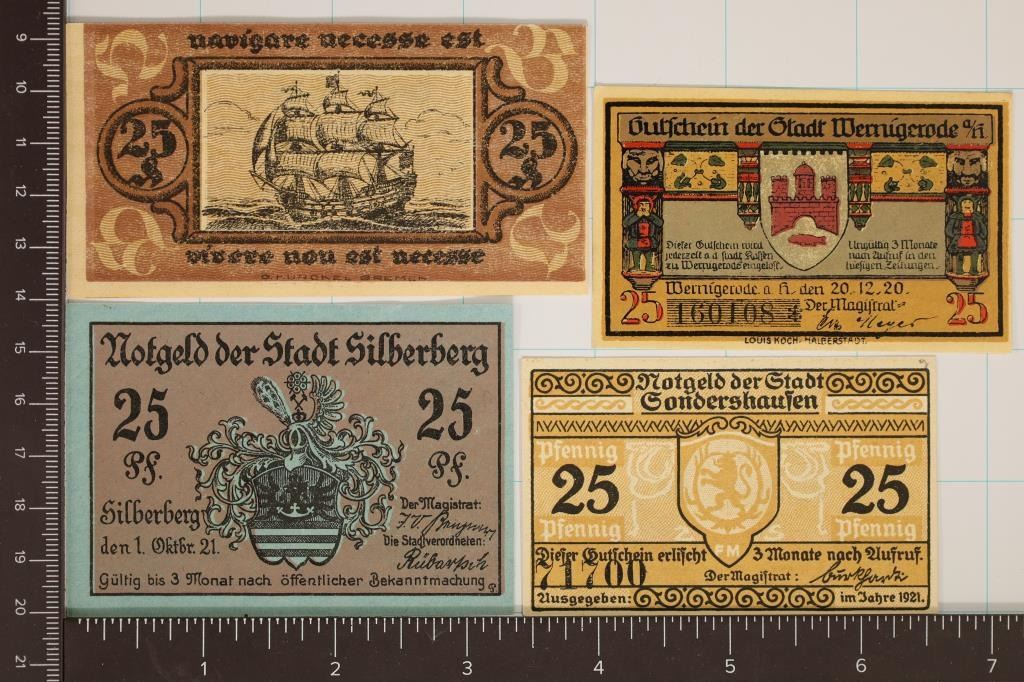 navigare necesse est
25
25
vivere non est necesse
Gutschein der Stadt Wernigerode a/H
Dieser Gutschein wird
jederzeit a.d. Stadt. Kassen
zu Wernigerode eingelöst.
Ungültig 3 Monate
nach Aufruf in den
hiesigen Zeitungen.
Wernigerode a. H. den 20.12.20.
25
160108
Der Magistrat
25
LOUIS KOCH, HALBERSTADT.
Notgeld der Stadt Silberberg
25
Pf.
25
Pf.
Silberberg
den 1. Oktbr. 21.
Der Magistrat:
Die Stadtverordneten:
Rübartsch
Gültig bis 3 Monat nach öffentlicher Bekanntmachung
Notgeld der Stadt
Sondershausen
Pfennig
25
Pfennig
Pfennig
25
Pfennig
FM
Dieser Gutschein erlischt 3 Monate nach Aufruf.
71700
Der Magistrat: Burkhardt
Ausgegeben: im Jahre 1921.
9
10
11
12
13
14
15
16
17
18
19
20
21
1 2 3 4 5 6 7